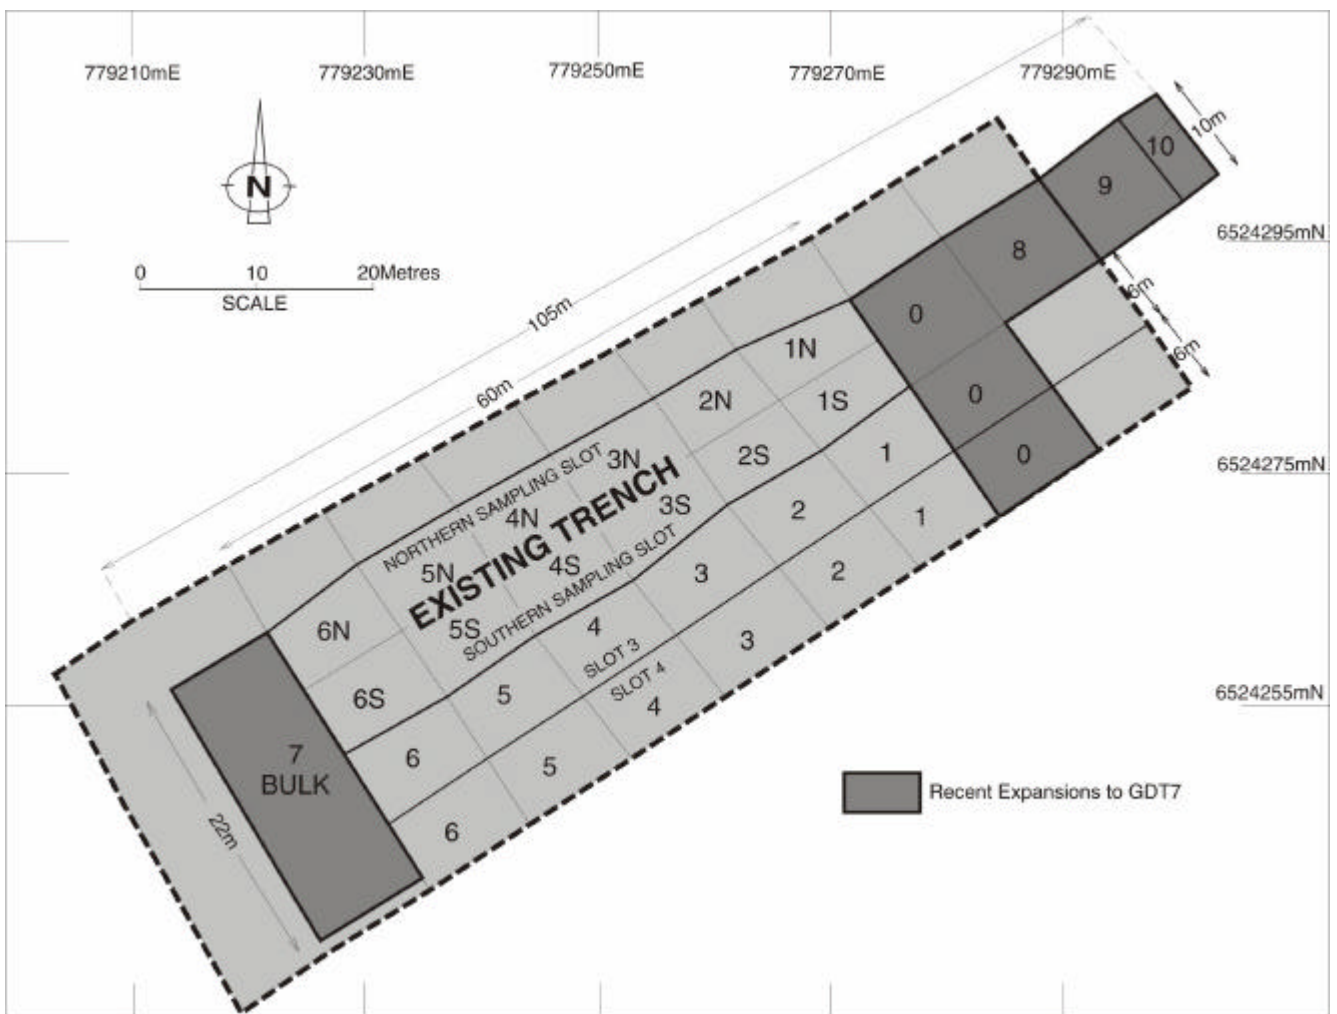 779210mE
779230mE
779250mE
779270mE
779290mE
10m
10
9
N
6524295mN
8
0
10
20Metres
SCALE
105m
6m
0
1N
6m
60m
2N
1S
0
3N
2S
1
0
6524275mN
NORTHERN SAMPLING SLOT
EXISTING TRENCH
SOUTHERN SAMPLING SLOT
4N
3S
2
1
5N
4S
3
2
6N
5S
4
SLOT 3
3
SLOT 4
6S
5
4
6524255mN
7
BULK
6
5
22m
6
Recent Expansions to GDT7